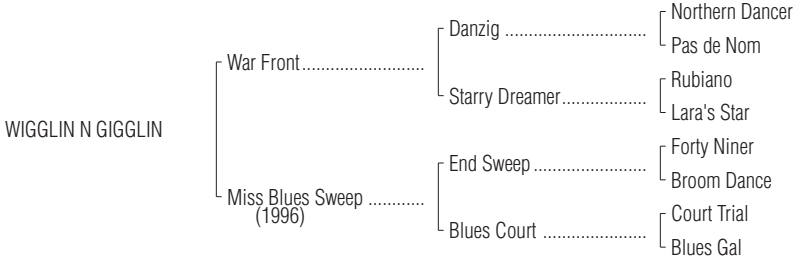 Northern Dancer
Danzig ..............................
Pas de Nom
War Front..........................
Rubiano
Starry Dreamer..................
Lara's Star
WIGGLIN N GIGGLIN
Forty Niner
End Sweep ........................
Broom Dance
Miss Blues Sweep ............
(1996)
Court Trial
Blues Court ......................
Blues Gal